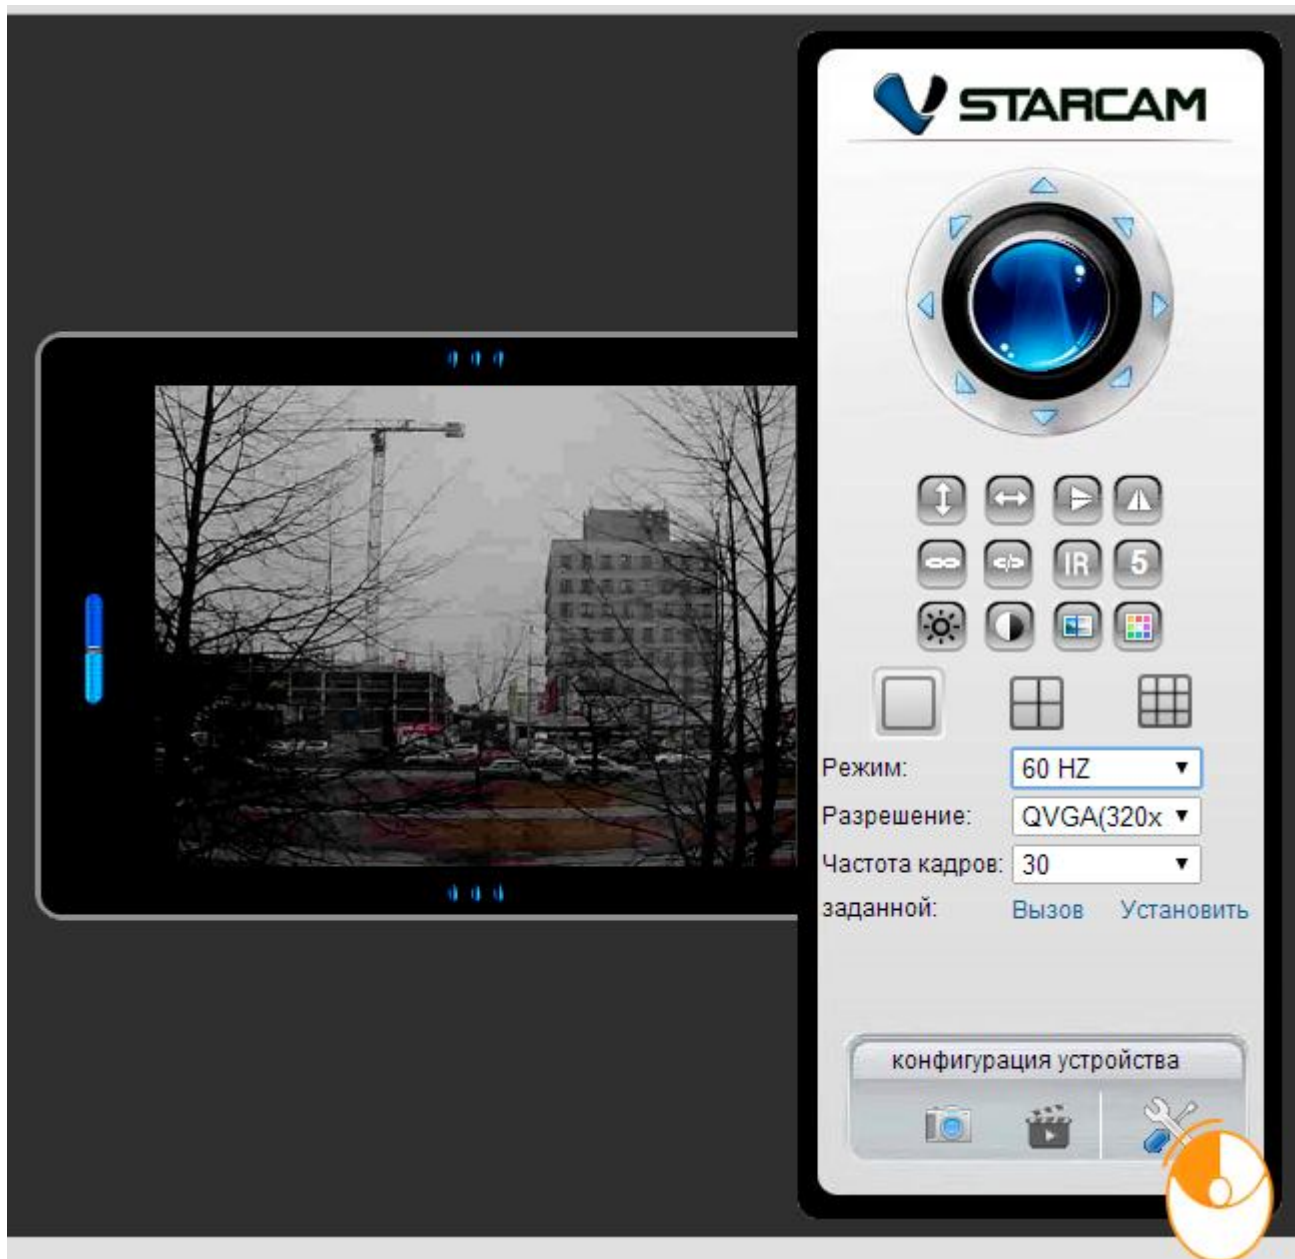 STARCAM
IR 5
Режим: 60 HZ
Разрешение: QVGA(320x
Частота кадров: 30
заданной: Вызов Установить
конфигурация устройства